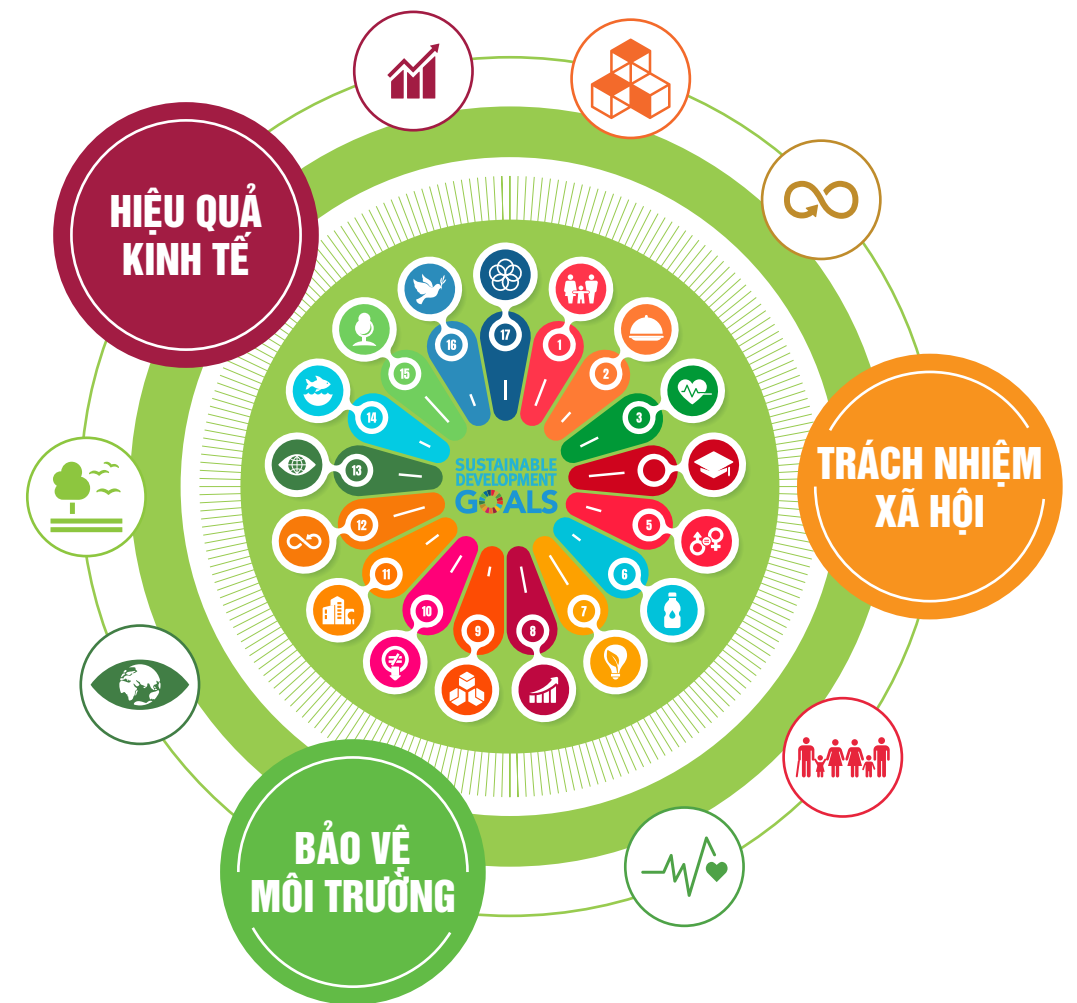 HIỆU QUẢ
KINH TẾ
TRÁCH NHIỆM
XÃ HỘI
BẢO VỆ
MÔI TRƯỜNG
SUSTAINABLE
DEVELOPMENT
GOALS
17
1
2
3
5
6
7
8
9
10
11
12
13
14
15
16